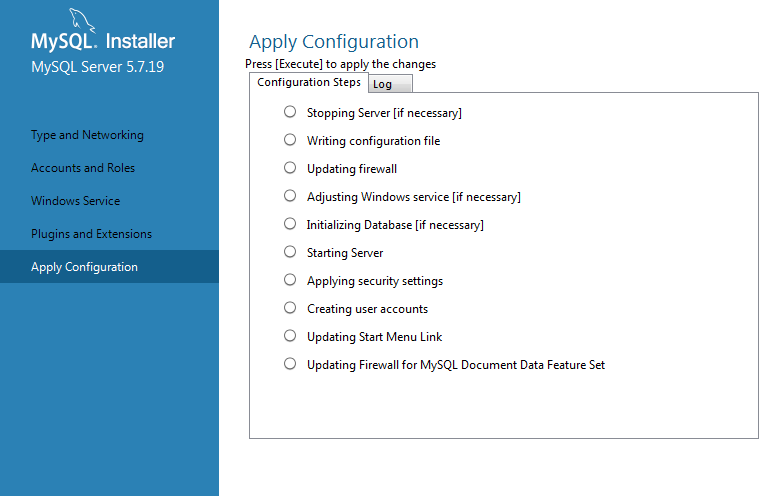 MySQL. Installer
MySQL Server 5.7.19
Type and Networking
Accounts and Roles
Windows Service
Plugins and Extensions
Apply Configuration
Apply Configuration
Press [Execute] to apply the changes
Configuration Steps Log
Stopping Server [if necessary]
Writing configuration file
Updating firewall
Adjusting Windows service [if necessary]
Initializing Database [if necessary]
Starting Server
Applying security settings
Creating user accounts
Updating Start Menu Link
Updating Firewall for MySQL Document Data Feature Set